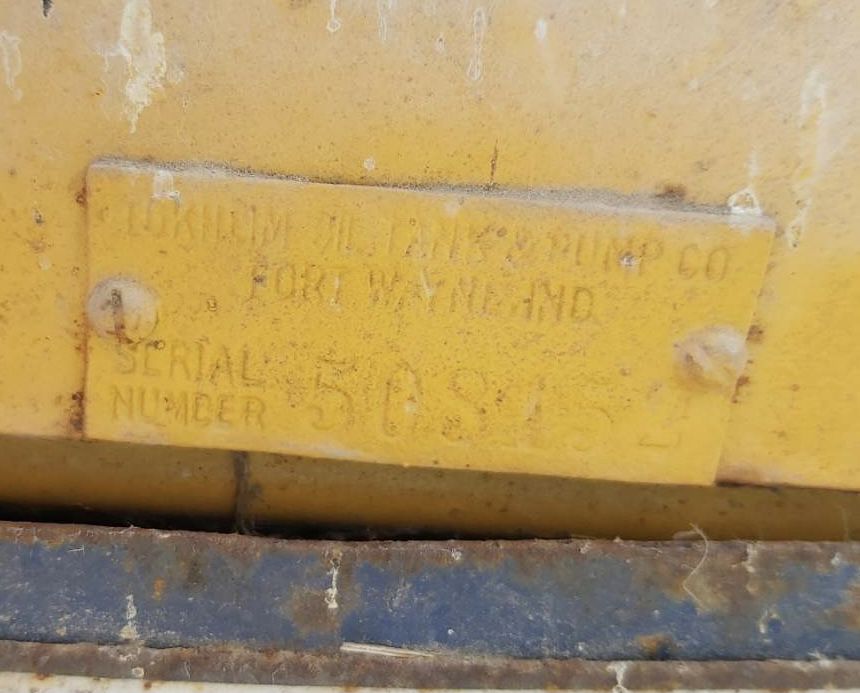 TOKHEIM OIL TANK & PUMP CO
FORT WAYNE IND
SERIAL
NUMBER